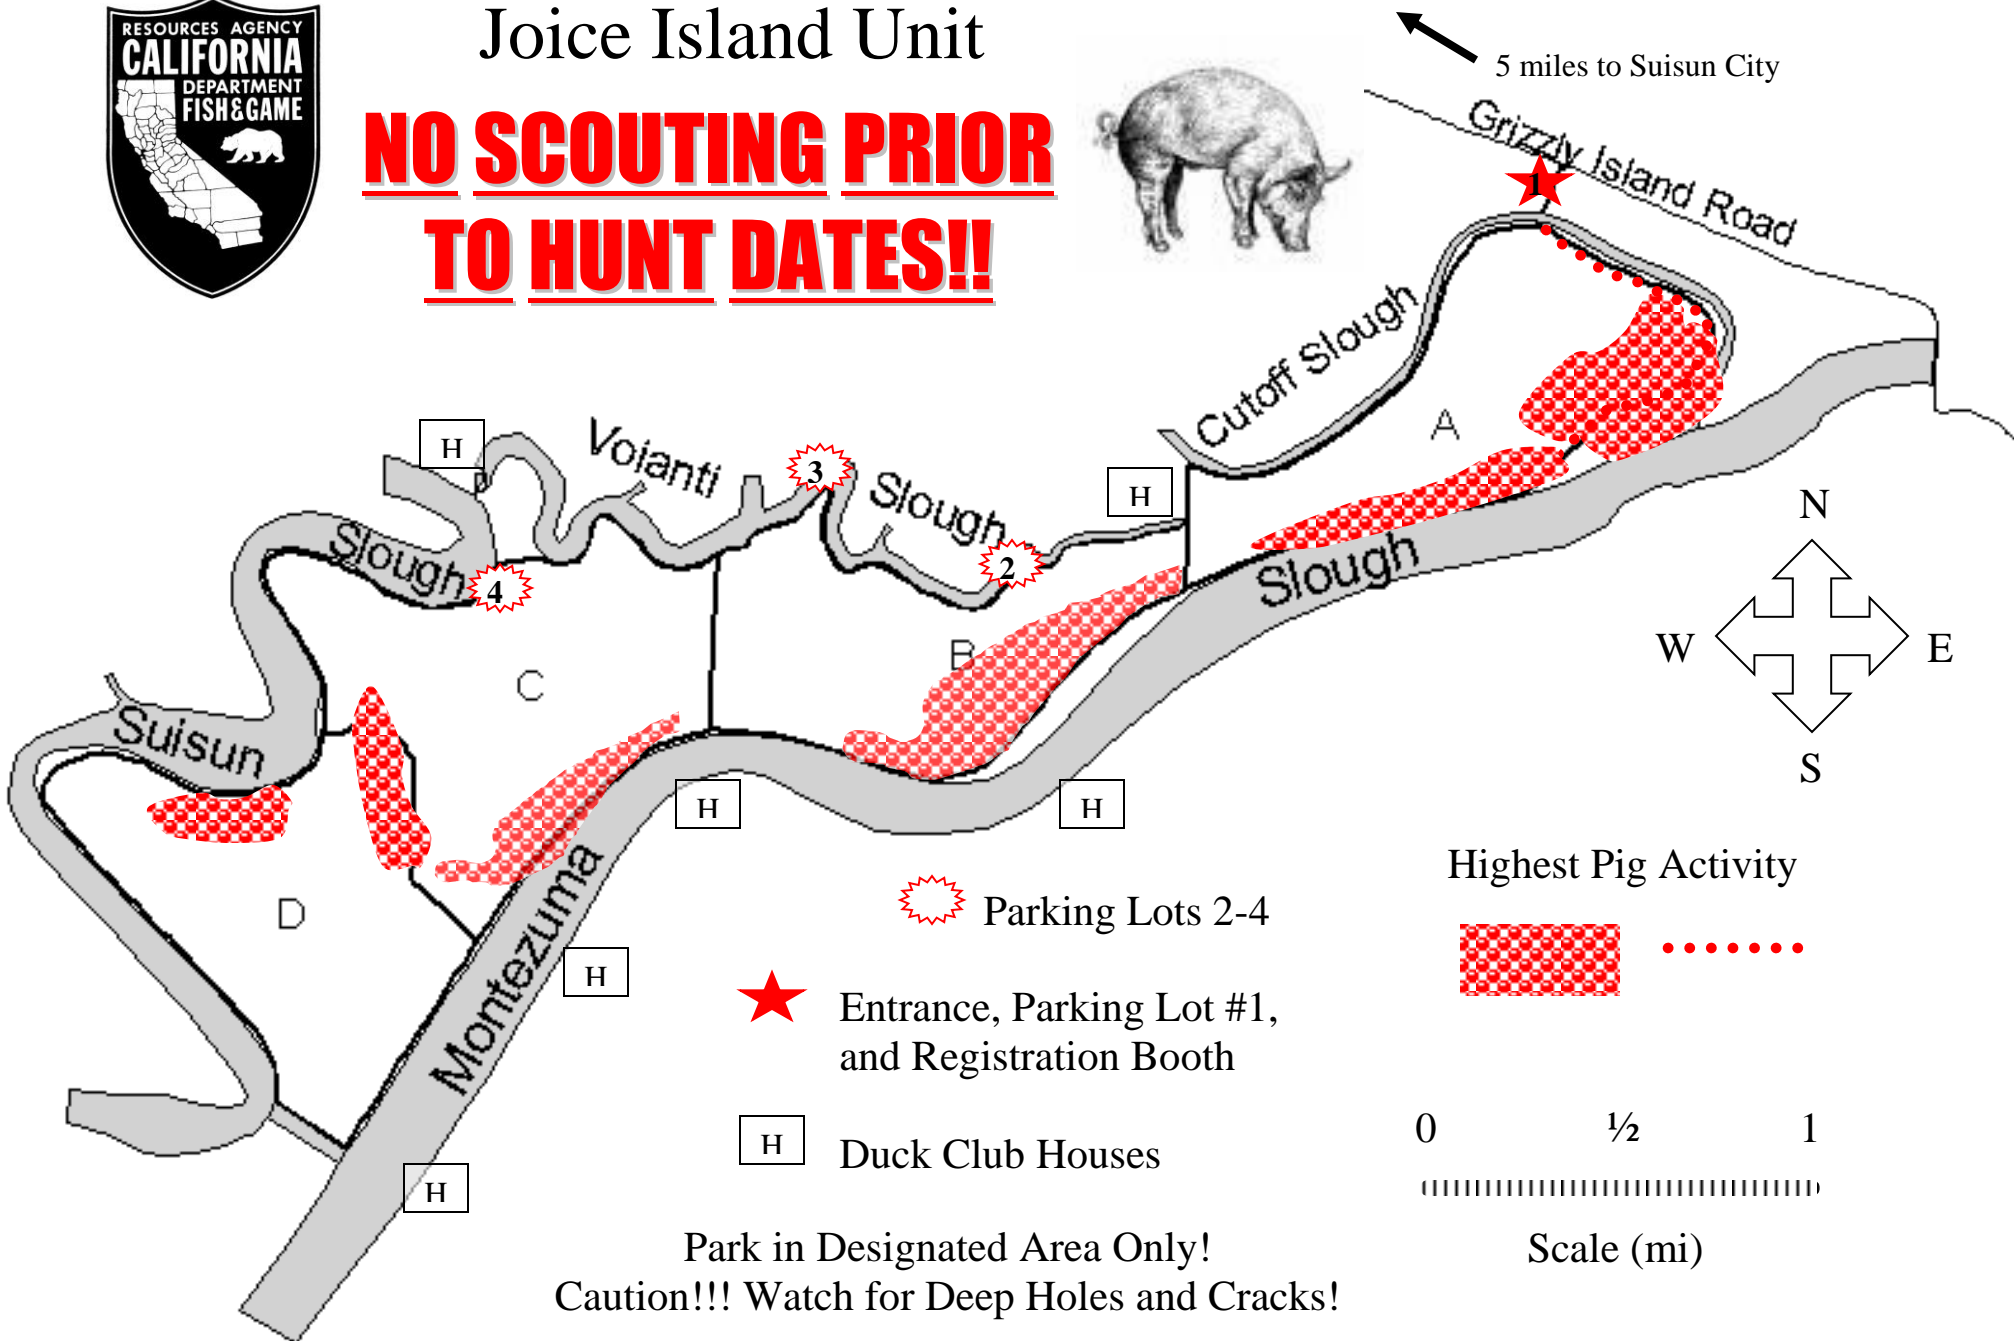 RESOURCES AGENCY
CALIFORNIA
DEPARTMENT
FISH & GAME
Joice Island Unit
NO SCOUTING PRIOR
TO HUNT DATES!!
5 miles to Suisun City
Grizzly Island Road
1
Cutoff Slough
A
H
Voianti
3
Slough
H
2
Slough
4
Slough
B
C
Suisun
N
W
E
S
H
H
D
Montezuma
H
H
Highest Pig Activity
Parking Lots 2-4
Entrance, Parking Lot #1,
and Registration Booth
H
Duck Club Houses
0 ½ 1
Scale (mi)
Park in Designated Area Only!
Caution!!! Watch for Deep Holes and Cracks!